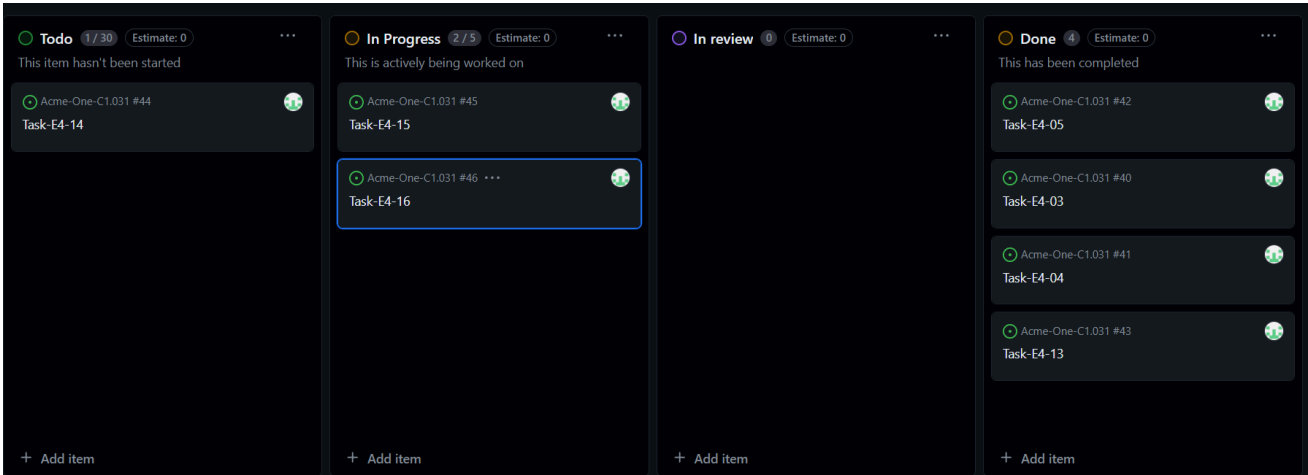 Todo 1 / 30 Estimate: 0 ···
This item hasn't been started
Acme-One-C1.031 #44
Task-E4-14
+ Add item
In Progress 2 / 5 Estimate: 0 ···
This is actively being worked on
Acme-One-C1.031 #45
Task-E4-15
Acme-One-C1.031 #46 ···
Task-E4-16
+ Add item
In review 0 Estimate: 0 ···
+ Add item
Done 4 Estimate: 0 ···
This has been completed
Acme-One-C1.031 #42
Task-E4-05
Acme-One-C1.031 #40
Task-E4-03
Acme-One-C1.031 #41
Task-E4-04
Acme-One-C1.031 #43
Task-E4-13
+ Add item